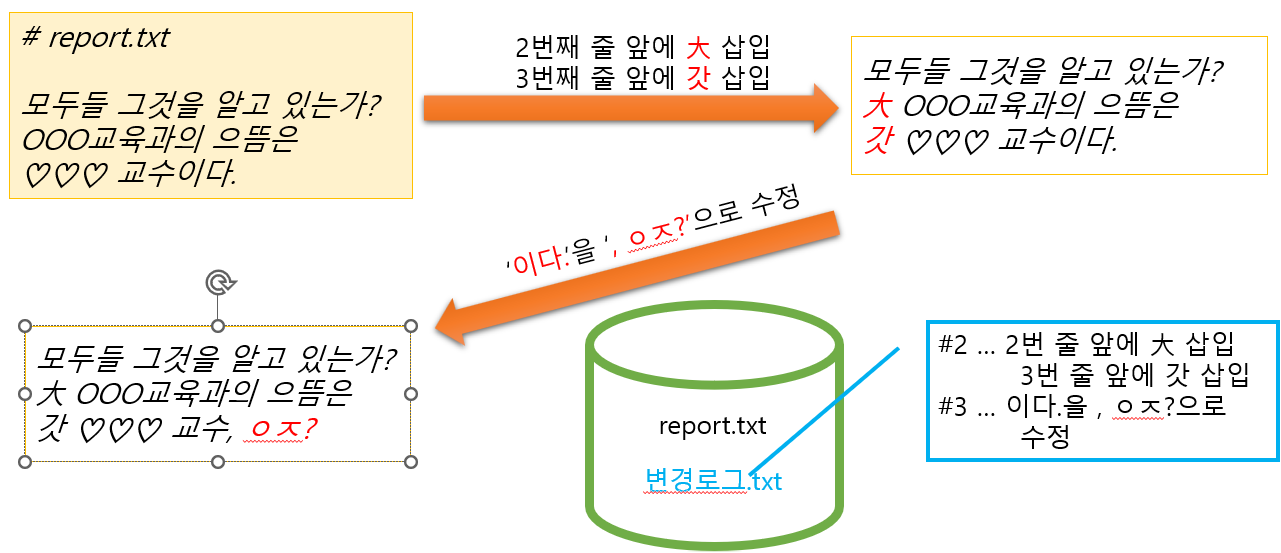 # report.txt
모두들 그것을 알고 있는가?
OOO교육과의 으뜸은
♡♡♡ 교수이다.
2번째 줄 앞에 大 삽입
3번째 줄 앞에 갓 삽입
모두들 그것을 알고 있는가?
大 OOO교육과의 으뜸은
갓 ♡♡♡ 교수이다.
'이다.'을 ', ㅇㅈ?'으로 수정
모두들 그것을 알고 있는가?
大 OOO교육과의 으뜸은
갓 ♡♡♡ 교수, ㅇㅈ?
report.txt
변경로그.txt
#2 ... 2번 줄 앞에 大 삽입
3번 줄 앞에 갓 삽입
#3 ... 이다.을 , ㅇㅈ?으로
수정